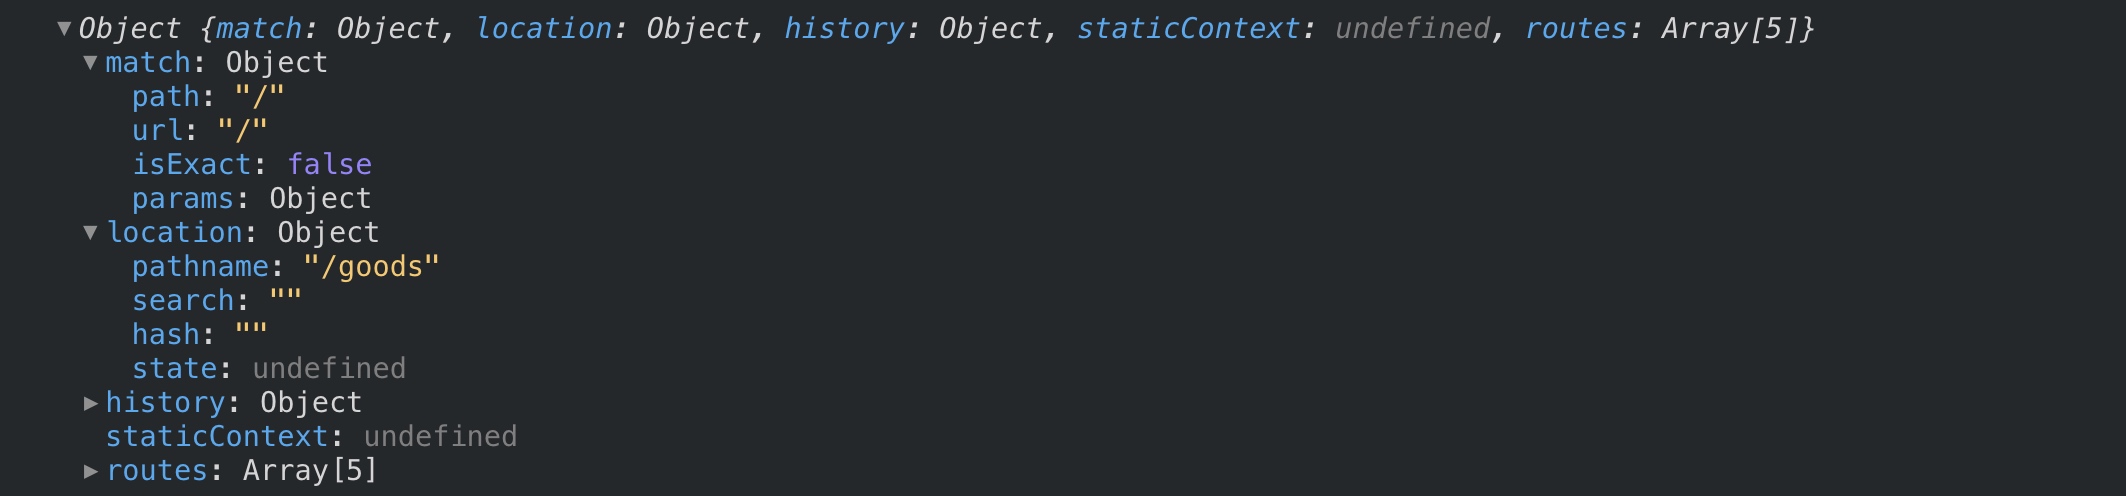 ▼Object {match: Object, location: Object, history: Object, staticContext: undefined, routes: Array[5]}
▼match: Object
path: "/"
url: "/"
isExact: false
params: Object
▼location: Object
pathname: "/goods"
search: ""
hash: ""
state: undefined
▶history: Object
staticContext: undefined
▶routes: Array[5]